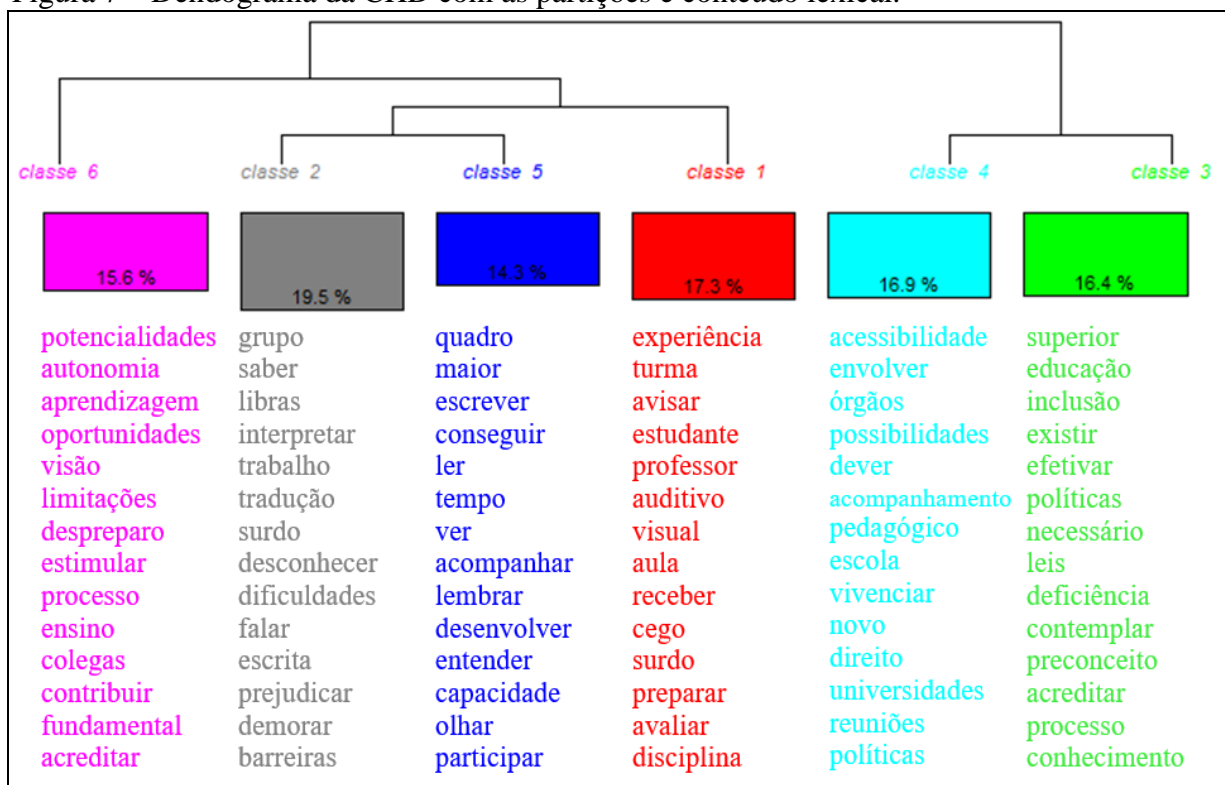 Figura 7 – Dendograma da CHD com as partições e conteúdo lexical.
classe 6 classe 2 classe 5 classe 1 classe 4 classe 3
15.6 % 19.5 % 14.3 % 17.3 % 16.9 % 16.4 %
potencialidades grupo quadro experiência acessibilidade superior
autonomia saber maior turma envolver educação
aprendizagem libras escrever avisar órgãos inclusão
oportunidades interpretar conseguir estudante possibilidades existir
visão trabalho ler professor dever efetivar
limitações tradução tempo auditivo acompanhamento políticas
despreparo surdo ver visual pedagógico necessário
estimular desconhecer acompanhar aula escola leis
processo dificuldades lembrar receber vivenciar deficiência
ensino falar desenvolver cego novo contemplar
colegas escrita entender surdo direito preconceito
contribuir prejudicar capacidade preparar universidades acreditar
fundamental demorar olhar avaliar reuniões processo
acreditar barreiras participar disciplina políticas conhecimento